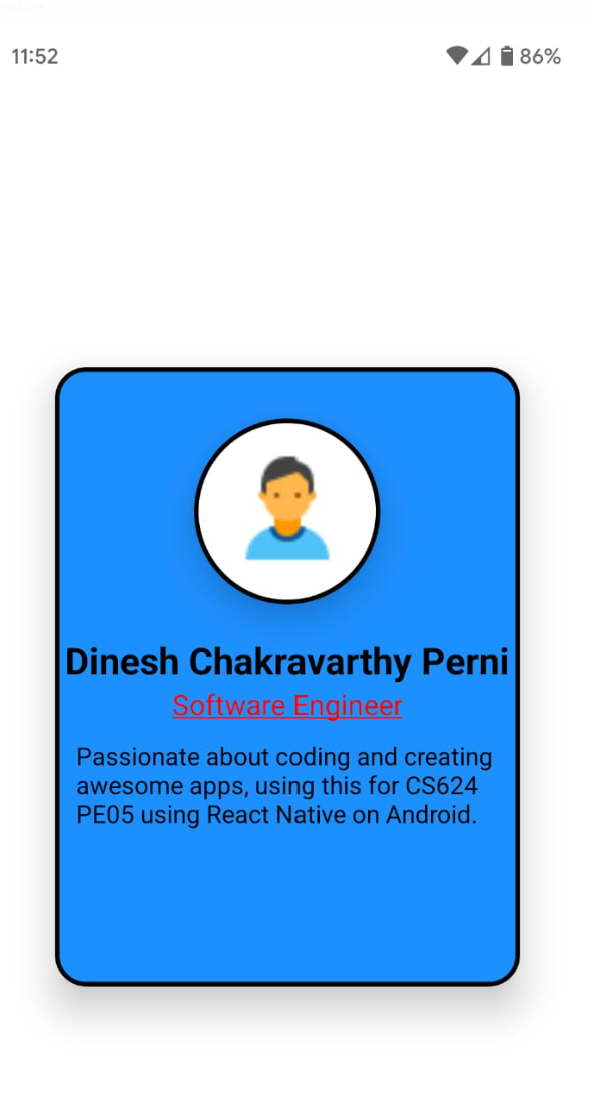 11:52
86%
Dinesh Chakravarthy Perni
Software Engineer
Passionate about coding and creating
awesome apps, using this for CS624
PE05 using React Native on Android.